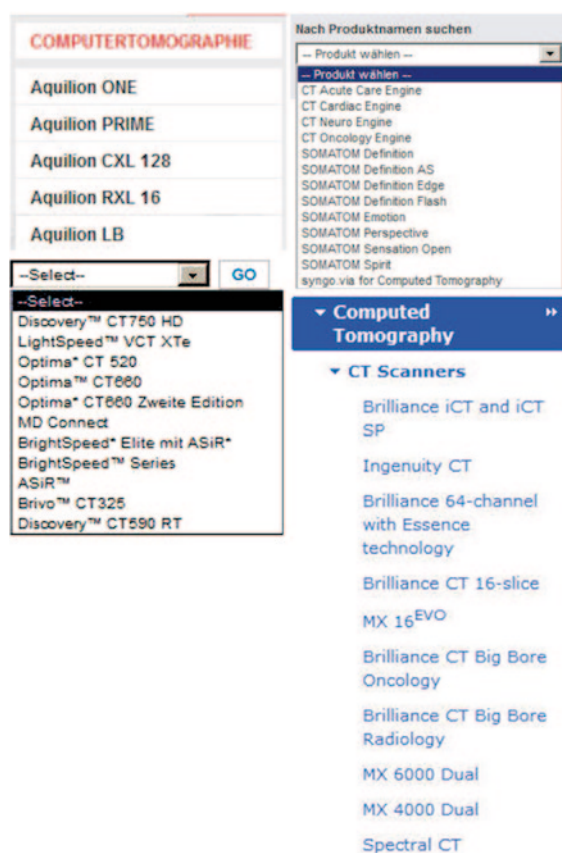 COMPUTERTOMOGRAPHIE
Aquilion ONE
Aquilion PRIME
Aquilion CXL 128
Aquilion RXL 16
Aquilion LB
Nach Produktnamen suchen
-- Produkt wählen --
-- Produkt wählen --
CT Acute Care Engine
CT Cardiac Engine
CT Neuro Engine
CT Oncology Engine
SOMATOM Definition
SOMATOM Definition AS
SOMATOM Definition Edge
SOMATOM Definition Flash
SOMATOM Emotion
SOMATOM Perspective
SOMATOM Sensation Open
SOMATOM Spirit
syngo.via for Computed Tomography
--Select-- GO
--Select--
Discovery™ CT750 HD
LightSpeed™ VCT XTe
Optima* CT 520
Optima™ CT660
Optima* CT660 Zweite Edition
MD Connect
BrightSpeed* Elite mit ASiR*
BrightSpeed™ Series
ASiR™
Brivo™ CT325
Discovery™ CT590 RT
Computed
Tomography
CT Scanners
Brilliance iCT and iCT
SP
Ingenuity CT
Brilliance 64-channel
with Essence
technology
Brilliance CT 16-slice
MX 16EVO
Brilliance CT Big Bore
Oncology
Brilliance CT Big Bore
Radiology
MX 6000 Dual
MX 4000 Dual
Spectral CT